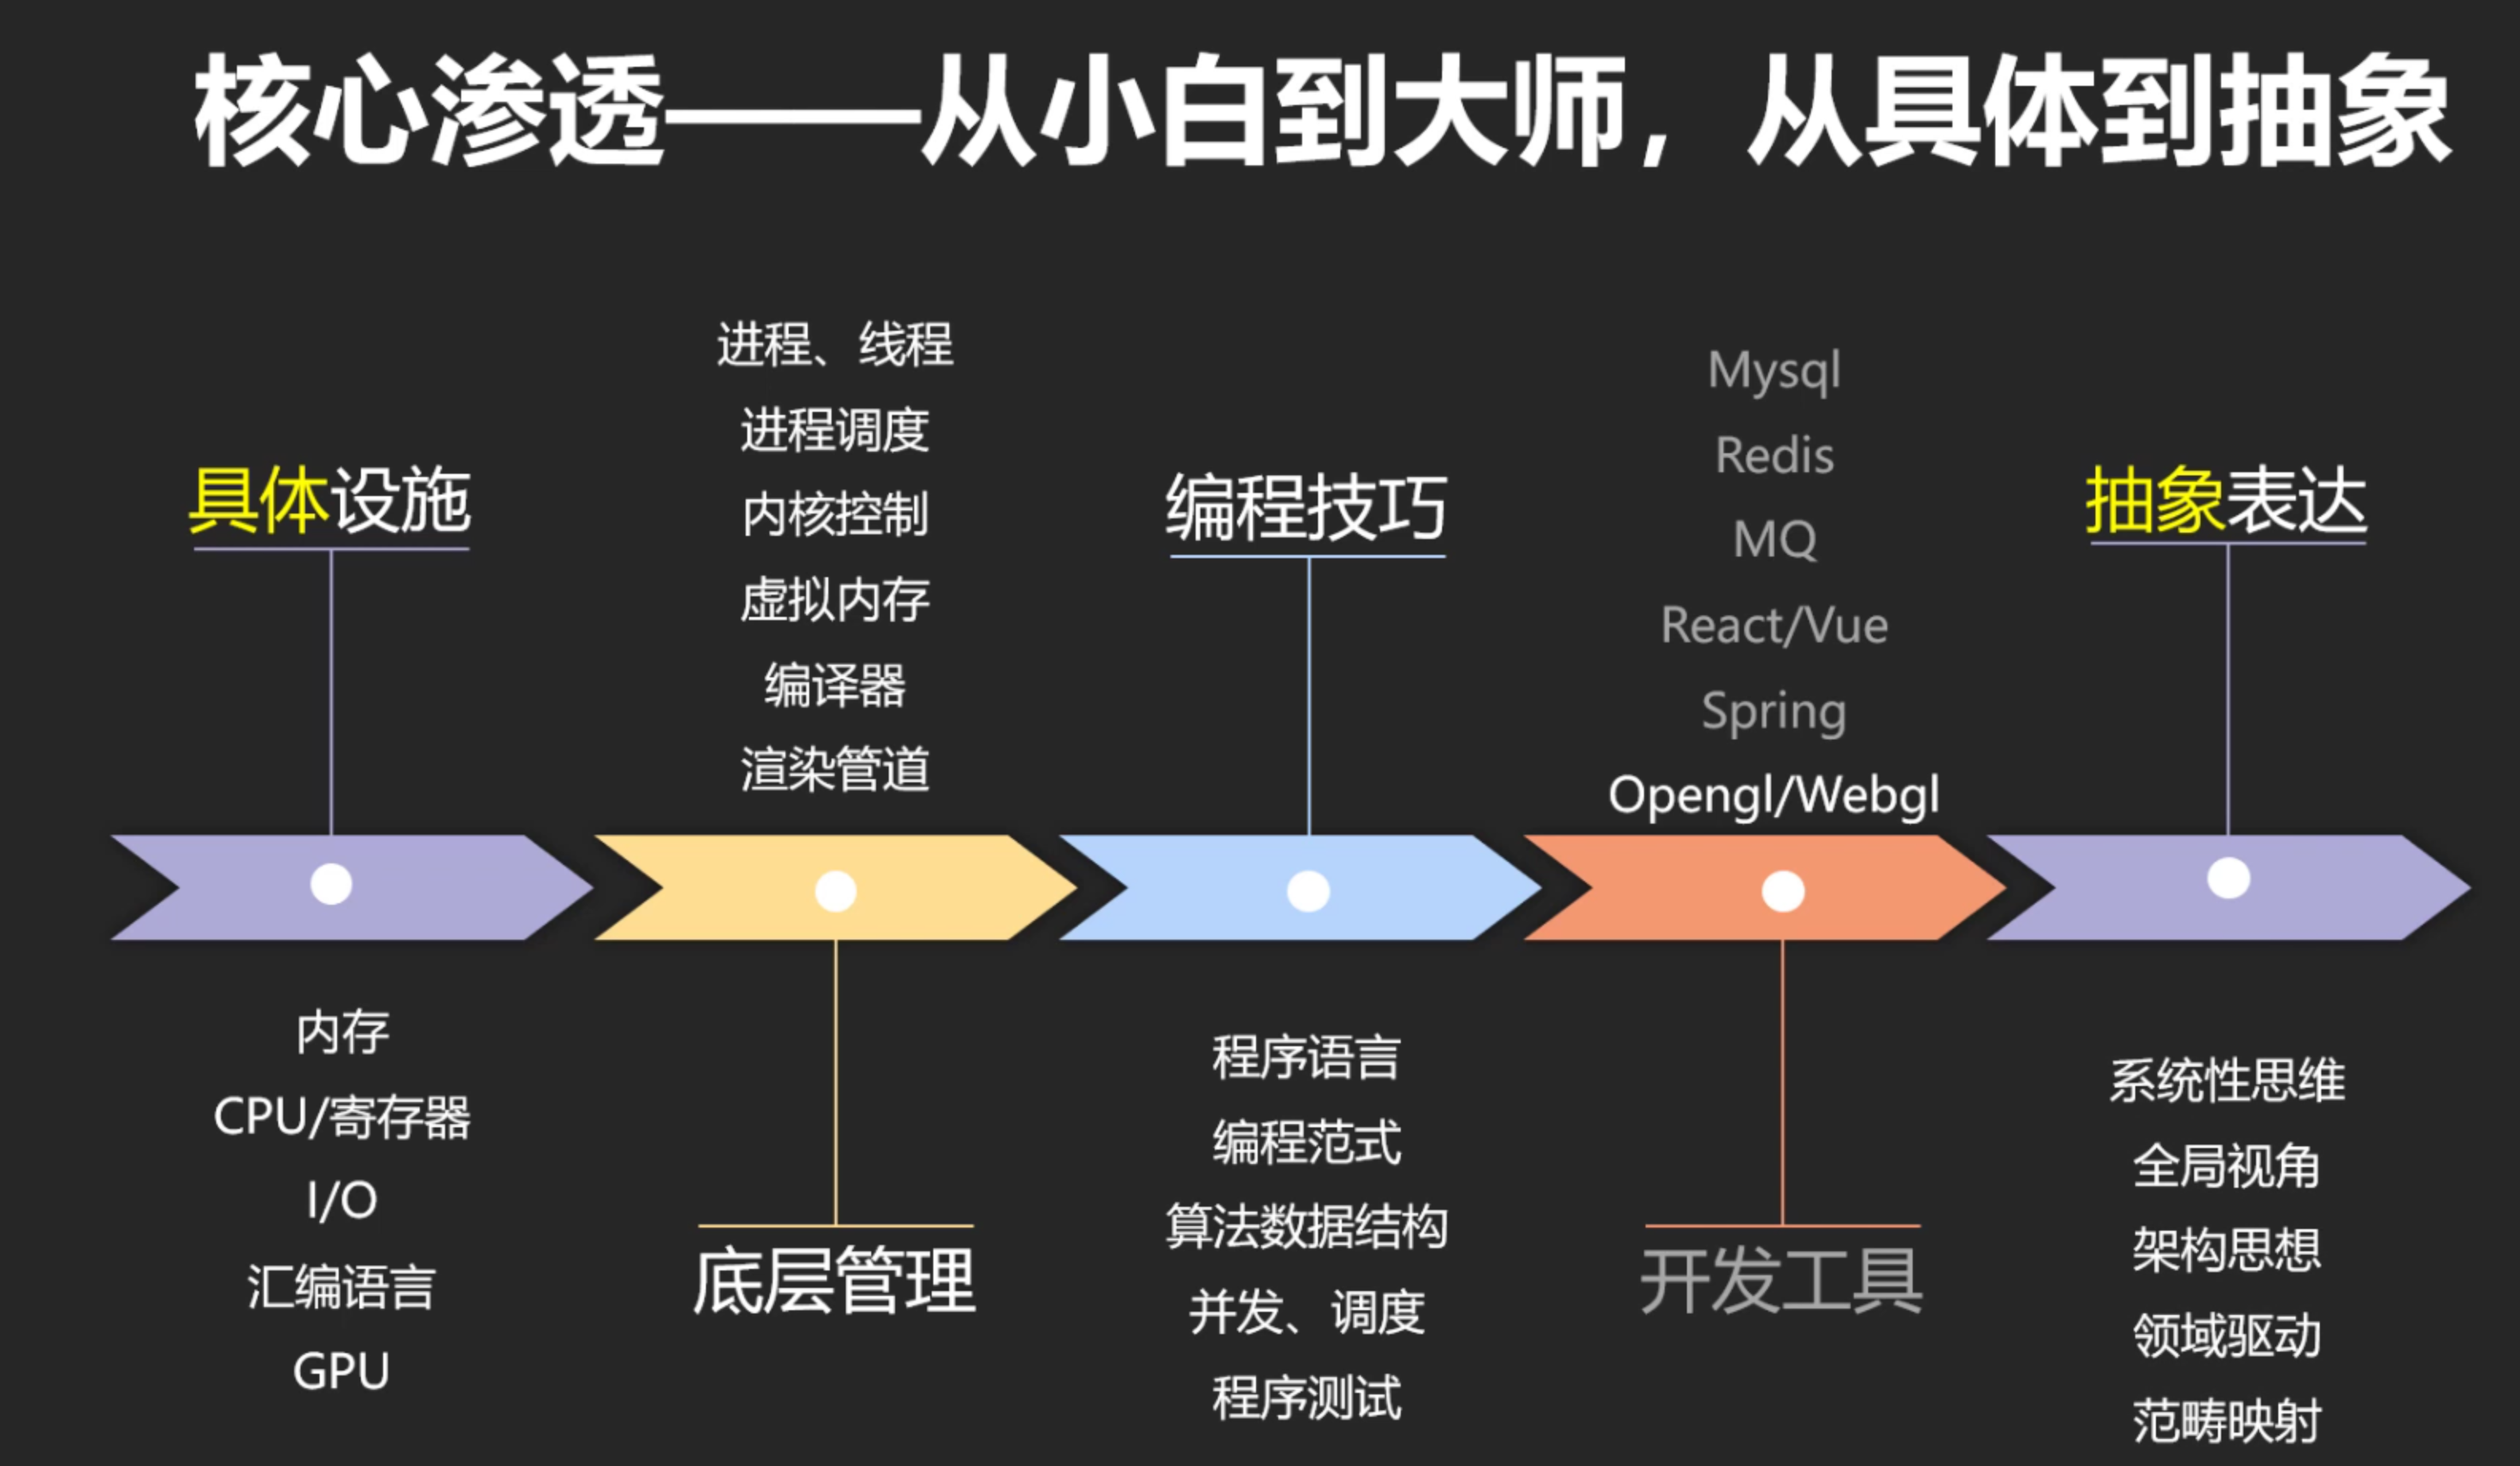 核心渗透——从小白到大师，从具体到抽象
具体设施
内存
CPU/寄存器
I/O
汇编语言
GPU
进程、线程
进程调度
内核控制
虚拟内存
编译器
渲染管道
底层管理
编程技巧
程序语言
编程范式
算法数据结构
并发、调度
程序测试
Mysql
Redis
MQ
React/Vue
Spring
Opengl/Webgl
开发工具
抽象表达
系统性思维
全局视角
架构思想
领域驱动
范畴映射